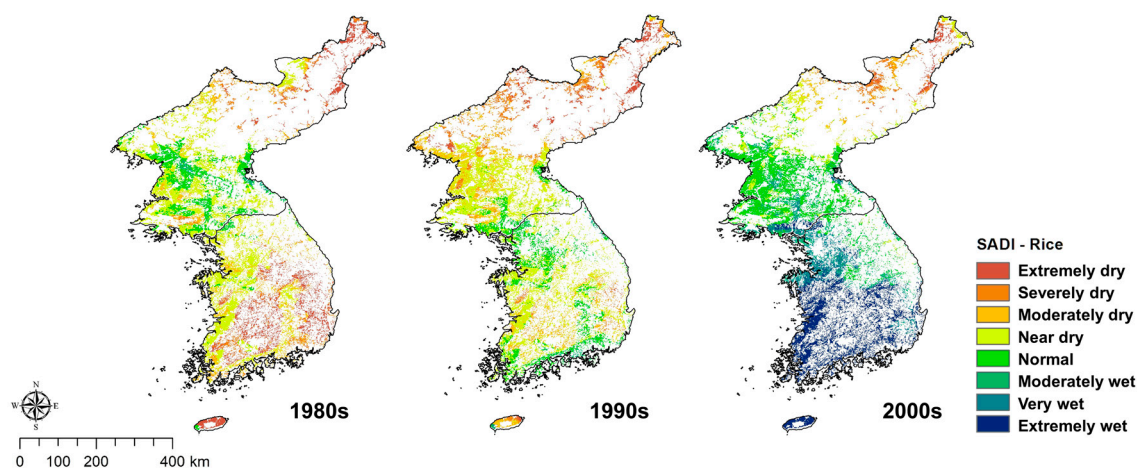 SADI - Rice
Extremely dry
Severely dry
Moderately dry
Near dry
Normal
Moderately wet
Very wet
Extremely wet
1980s
1990s
2000s
N
W E
S
0 100 200 400 km